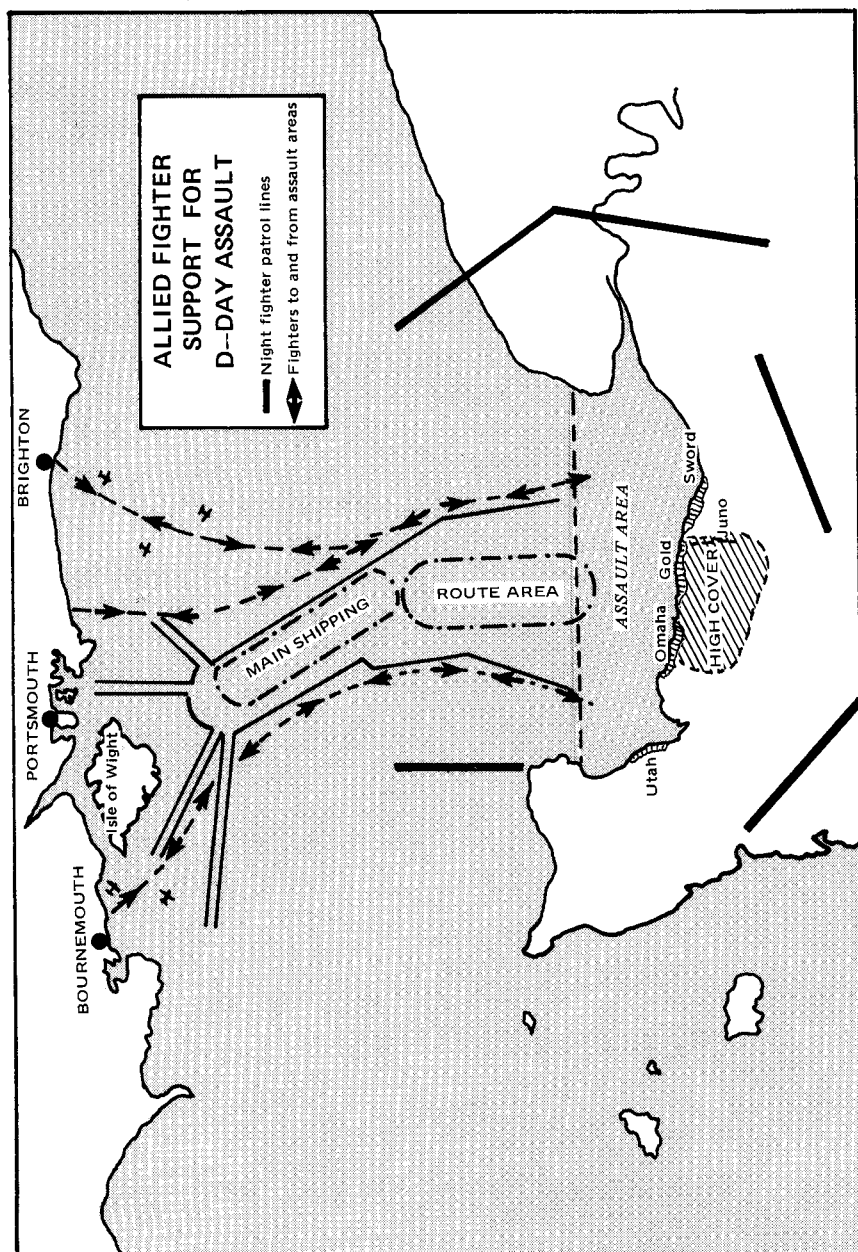 ALLIED FIGHTER
SUPPORT FOR
D--DAY ASSAULT
Night fighter patrol lines
Fighters to and from assault areas
BRIGHTON
PORTSMOUTH
BOURNEMOUTH
Isle of Wight
MAIN SHIPPING
ROUTE AREA
ASSAULT AREA
Utah
Omaha
Gold
Juno
Sword
HIGH COVER